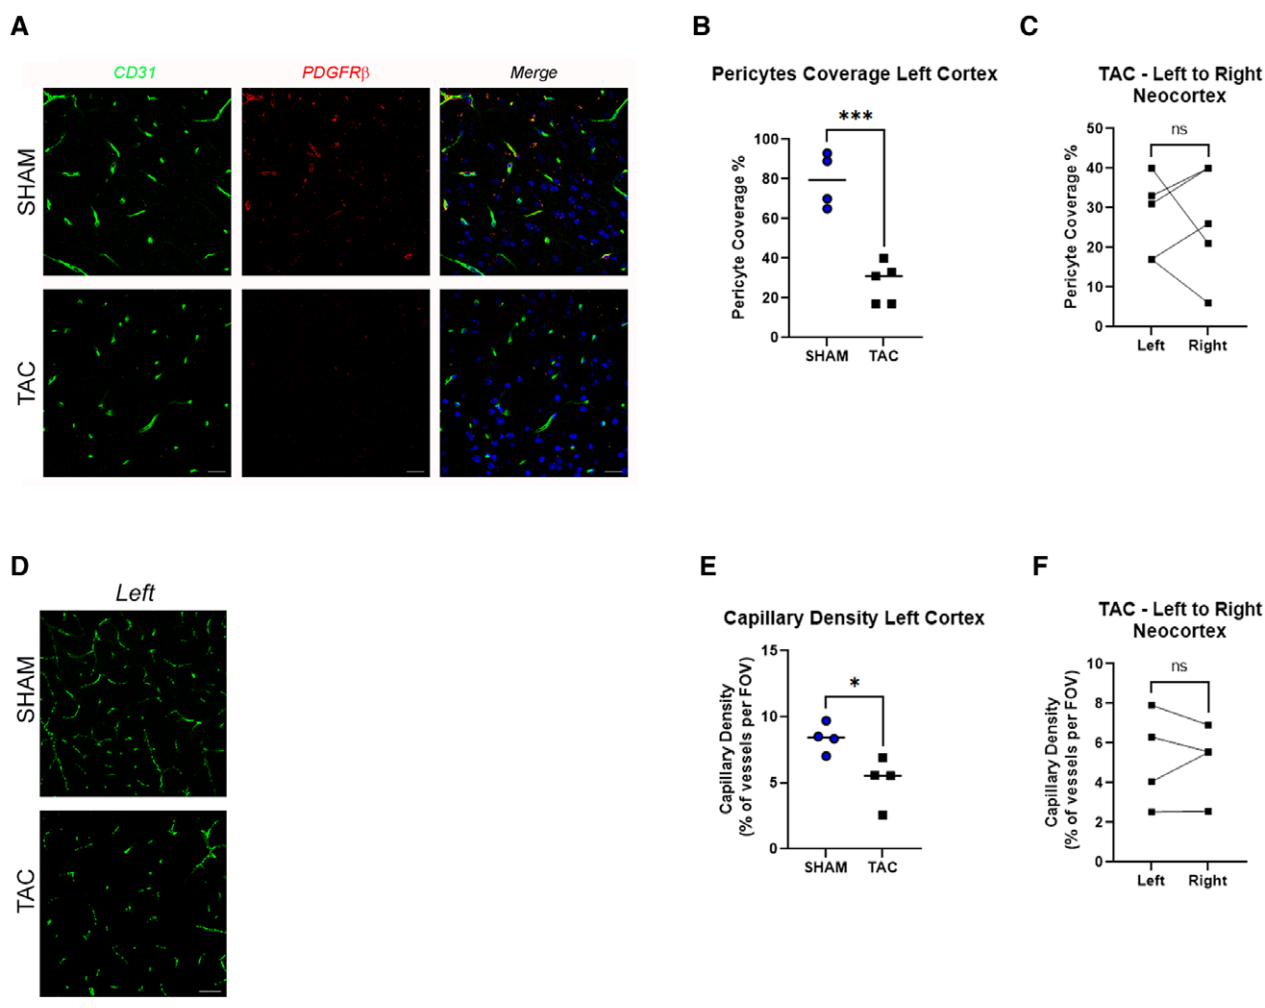 A
CD31
PDGFRβ
Merge
SHAM
TAC
B
Pericytes Coverage Left Cortex
***
100
80
60
40
20
0
Pericyte Coverage %
SHAM
TAC
C
TAC - Left to Right
Neocortex
ns
50
40
30
20
10
0
Pericyte Coverage %
Left
Right
D
Left
SHAM
TAC
E
Capillary Density Left Cortex
*
15
10
5
0
Capillary Density
(% of vessels per FOV)
SHAM
TAC
F
TAC - Left to Right
Neocortex
ns
10
8
6
4
2
0
Capillary Density
(% of vessels per FOV)
Left
Right